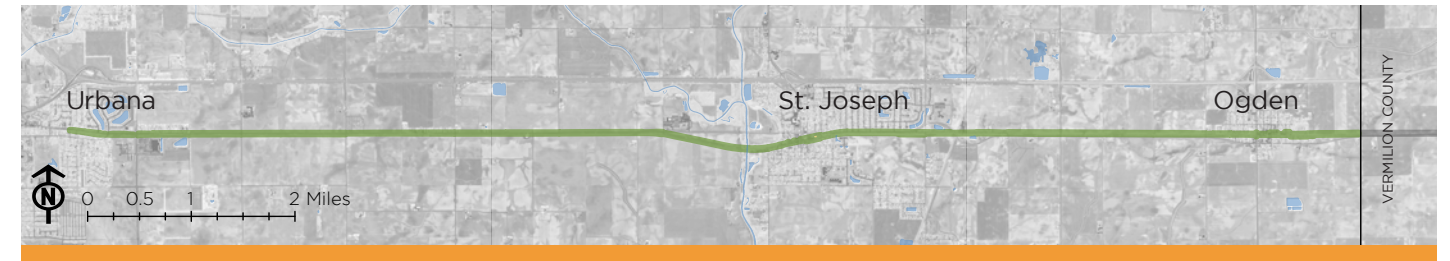 Urbana
St. Joseph
Ogden
VERMILION COUNTY
N
0 0.5 1 2 Miles